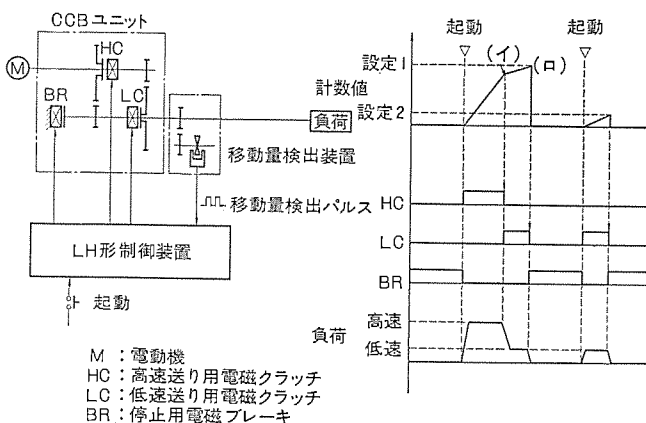 CCBユニット
HC
M
BR
LC
負荷
移動量検出装置
移動量検出パルス
LH形制御装置
起動
M :電動機
HC:高速送り用電磁クラッチ
LC:低速送り用電磁クラッチ
BR:停止用電磁ブレーキ
起動 起動
設定1 (イ) (ロ)
計数値
設定2
HC
LC
BR
高速
負荷
低速